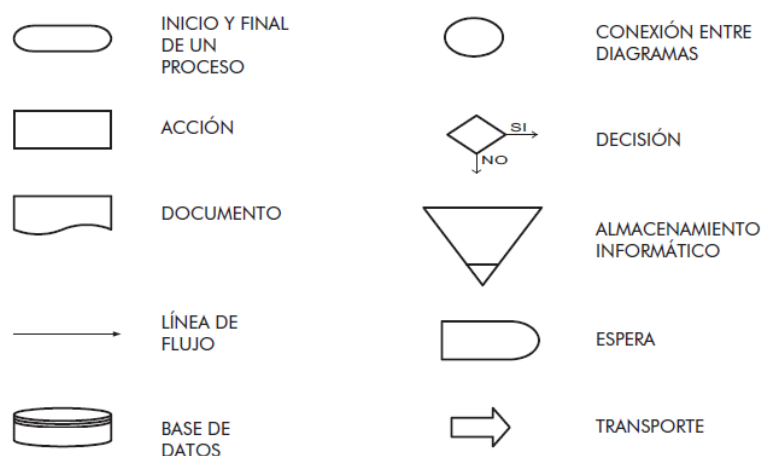 INICIO Y FINAL
DE UN
PROCESO
CONEXIÓN ENTRE
DIAGRAMAS
ACCIÓN
SI
NO
DECISIÓN
DOCUMENTO
ALMACENAMIENTO
INFORMÁTICO
LÍNEA DE
FLUJO
ESPERA
BASE DE
DATOS
TRANSPORTE